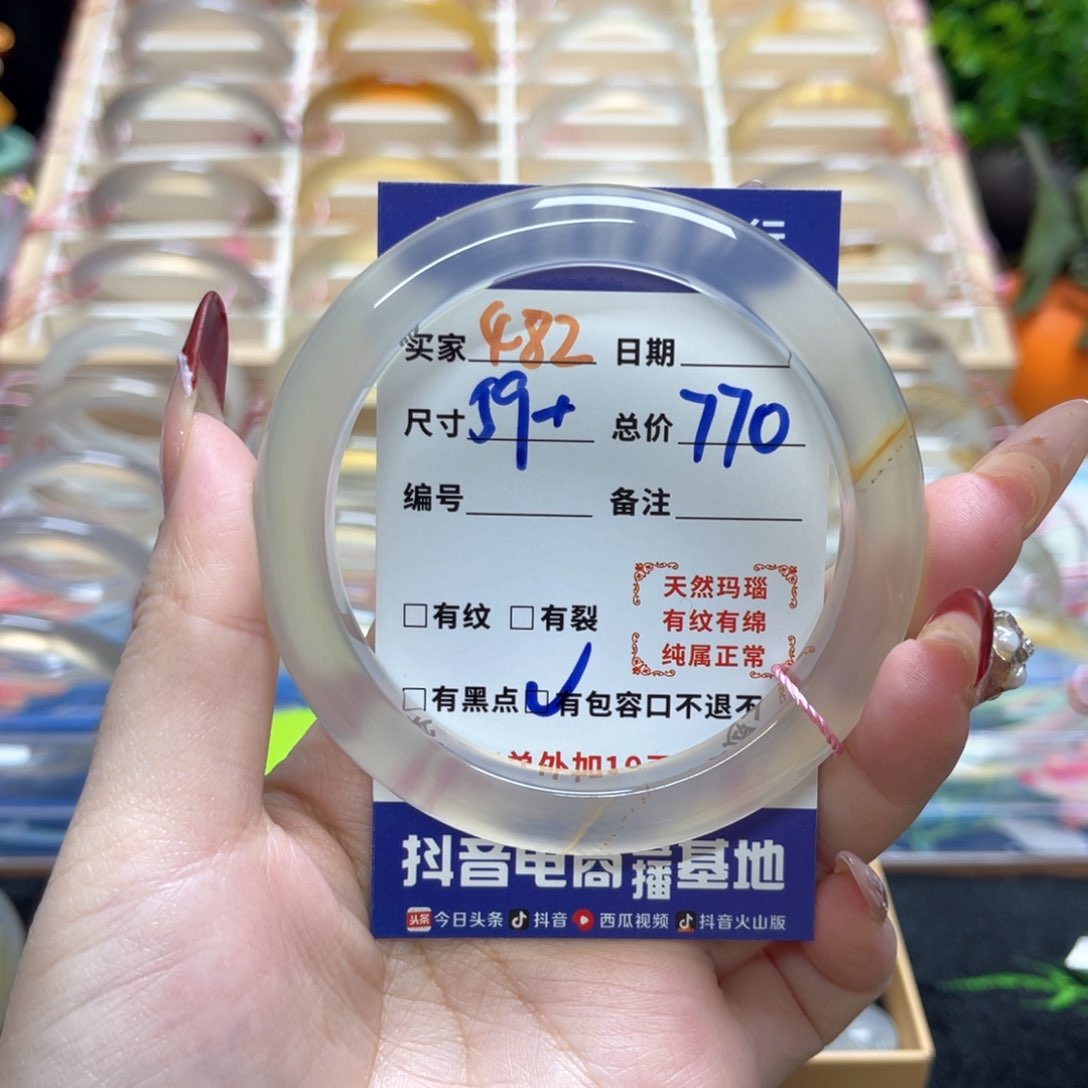 买家 482 日期
尺寸 59+ 总价 770
编号 备注
天然玛瑙
□有纹 □有裂
有纹有绵
纯属正常
□有黑点 □有包容口不退不
抖音电商直播基地
头条 今日头条 抖音 西瓜视频 抖音火山版